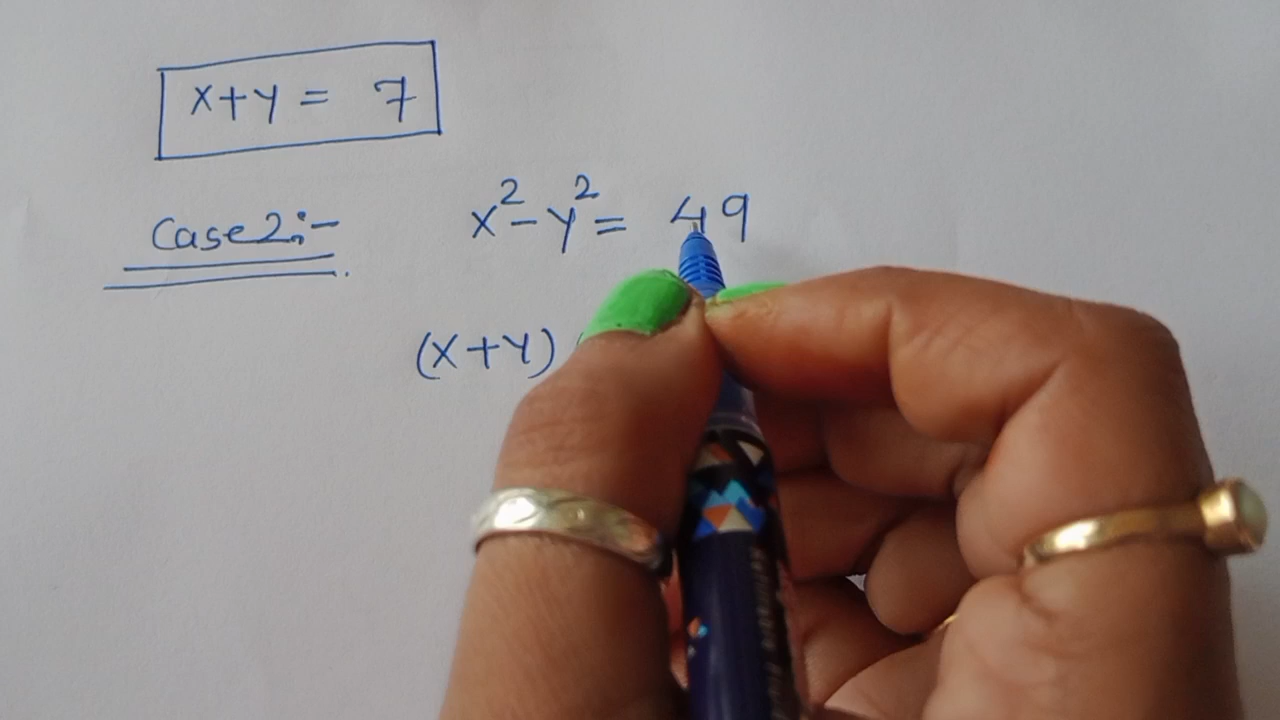 x+y = 7
Case2:- x²-y² = 49
(x+y)